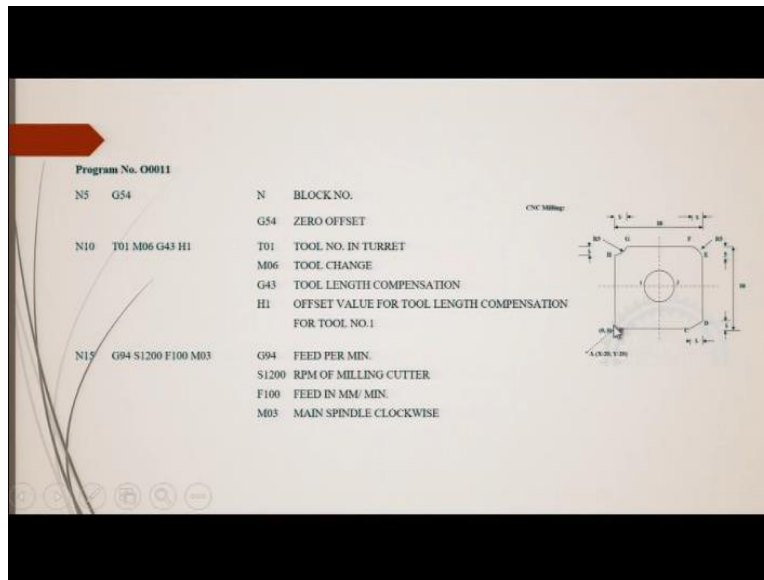 Program No. O0011
N5 G54 N BLOCK NO.
CNC Milling:
G54 ZERO OFFSET
N10 T01 M06 G43 H1 T01 TOOL NO. IN TURRET
M06 TOOL CHANGE
G43 TOOL LENGTH COMPENSATION
H1 OFFSET VALUE FOR TOOL LENGTH COMPENSATION
FOR TOOL NO.1
N15 G94 S1200 F100 M03 G94 FEED PER MIN.
S1200 RPM OF MILLING CUTTER
F100 FEED IN MM/ MIN.
M03 MAIN SPINDLE CLOCKWISE
G F
H E
D
C